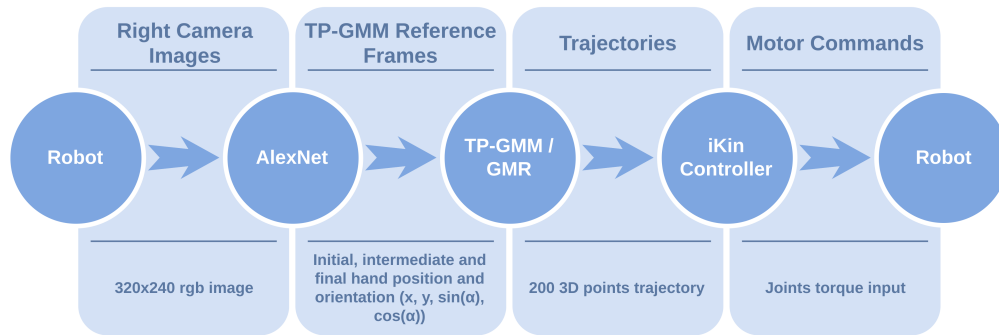 Right Camera
Images
TP-GMM Reference
Frames
Trajectories
Motor Commands
Robot
AlexNet
TP-GMM /
GMR
iKin
Controller
Robot
320x240 rgb image
Initial, intermediate and
final hand position and
orientation (x, y, sin(α),
cos(α))
200 3D points trajectory
Joints torque input